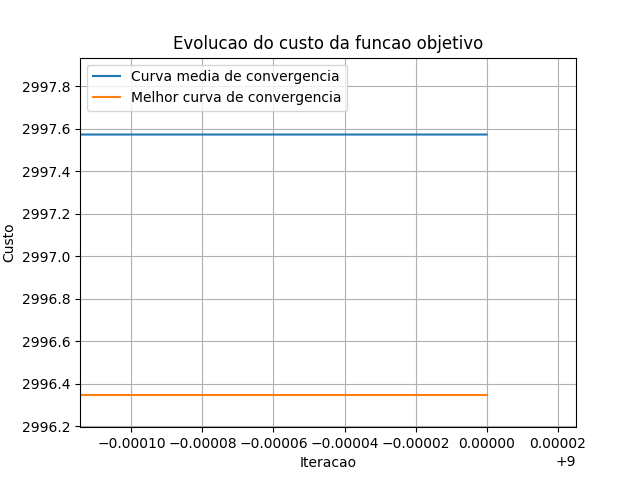 Evolucao do custo da funcao objetivo
Curva media de convergencia
Melhor curva de convergencia
2997.8
2997.6
2997.4
2997.2
2997.0
2996.8
2996.6
2996.4
2996.2
Custo
−0.00010 −0.00008 −0.00006 −0.00004 −0.00002 0.00000 0.00002
Iteracao
+9